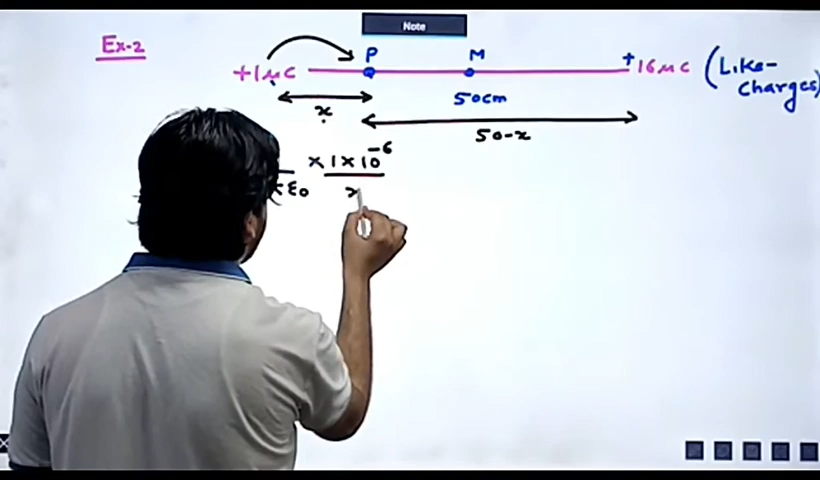 Note
Ex-2
P M
+1μc +16μc (Like-
charges)
x 50cm
50-x
× 1×10⁻⁶
ε₀ x